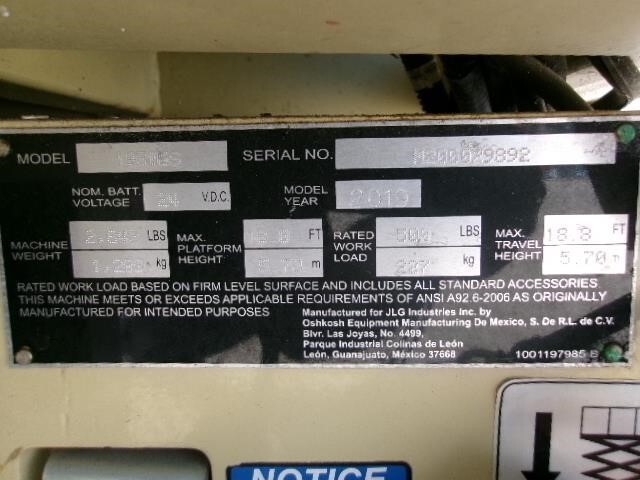 MODEL
SERIAL NO. M200079892
NOM. BATT. VOLTAGE 24 V.D.C.
MODEL YEAR 2019
MACHINE WEIGHT LBS kg
MAX. PLATFORM HEIGHT FT m
RATED WORK LOAD 500 LBS 227 kg
MAX. TRAVEL HEIGHT 18.8 FT 5.70 m
RATED WORK LOAD BASED ON FIRM LEVEL SURFACE AND INCLUDES ALL STANDARD ACCESSORIES
THIS MACHINE MEETS OR EXCEEDS APPLICABLE REQUIREMENTS OF ANSI A92.6-2006 AS ORIGINALLY
MANUFACTURED FOR INTENDED PURPOSES
Manufactured for JLG Industries Inc. by
Oshkosh Equipment Manufacturing De Mexico, S. De R.L. de C.V.
Blvr. Las Joyas, No. 4499,
Parque Industrial Colinas de León
León, Guanajuato, México 37668
1001197985 B
NOTICE